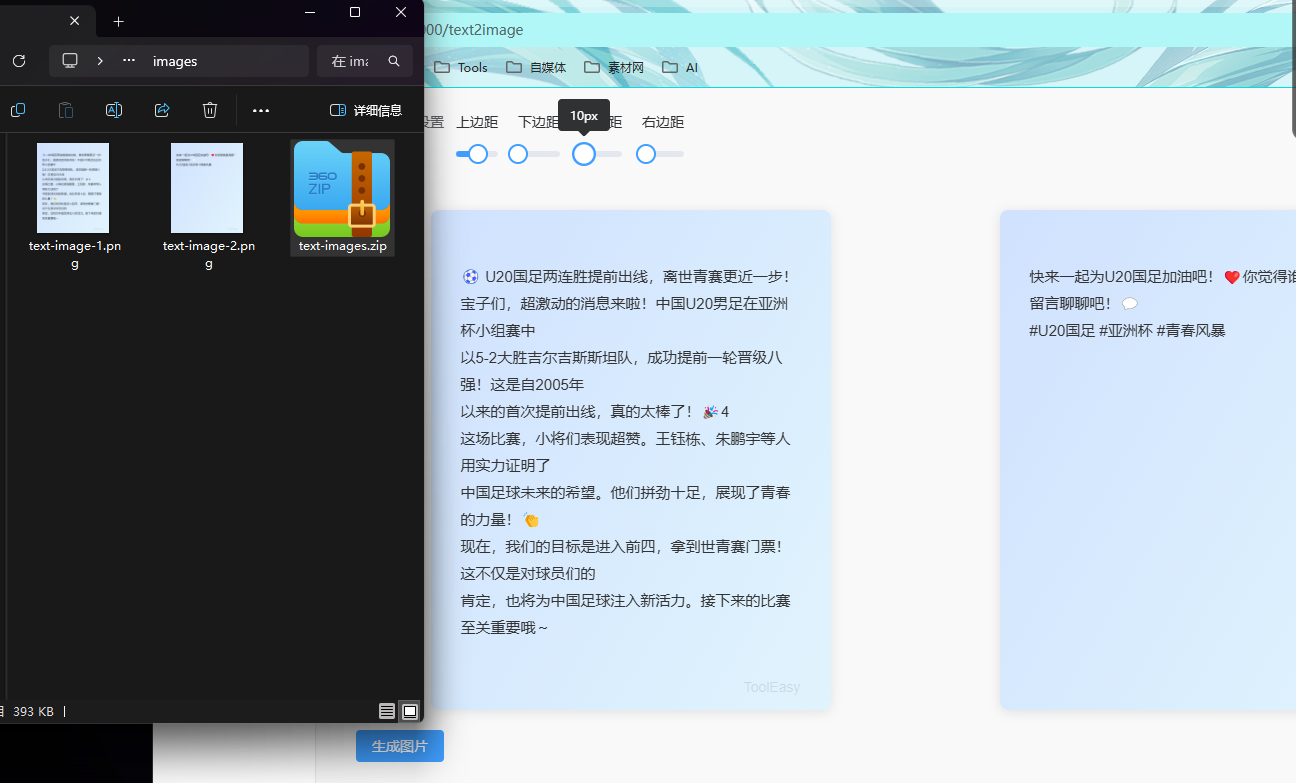 images
在 ima
详细信息
360
ZIP
text-image-1.pn
g
text-image-2.pn
g
text-images.zip
393 KB
000/text2image
Tools
自媒体
素材网
AI
设置
上边距
下边距
距
右边距
10px
⚽ U20国足两连胜提前出线，离世青赛更近一步！
宝子们，超激动的消息来啦！中国U20男足在亚洲
杯小组赛中
以5-2大胜吉尔吉斯斯坦队，成功提前一轮晋级八
强！这是自2005年
以来的首次提前出线，真的太棒了！🎉4
这场比赛，小将们表现超赞。王钰栋、朱鹏宇等人
用实力证明了
中国足球未来的希望。他们拼劲十足，展现了青春
的力量！👏
现在，我们的目标是进入前四，拿到世青赛门票！
这不仅是对球员们的
肯定，也将为中国足球注入新活力。接下来的比赛
至关重要哦～
ToolEasy
快来一起为U20国足加油吧！❤️你觉得谁
留言聊聊吧！💬
#U20国足 #亚洲杯 #青春风暴
生成图片